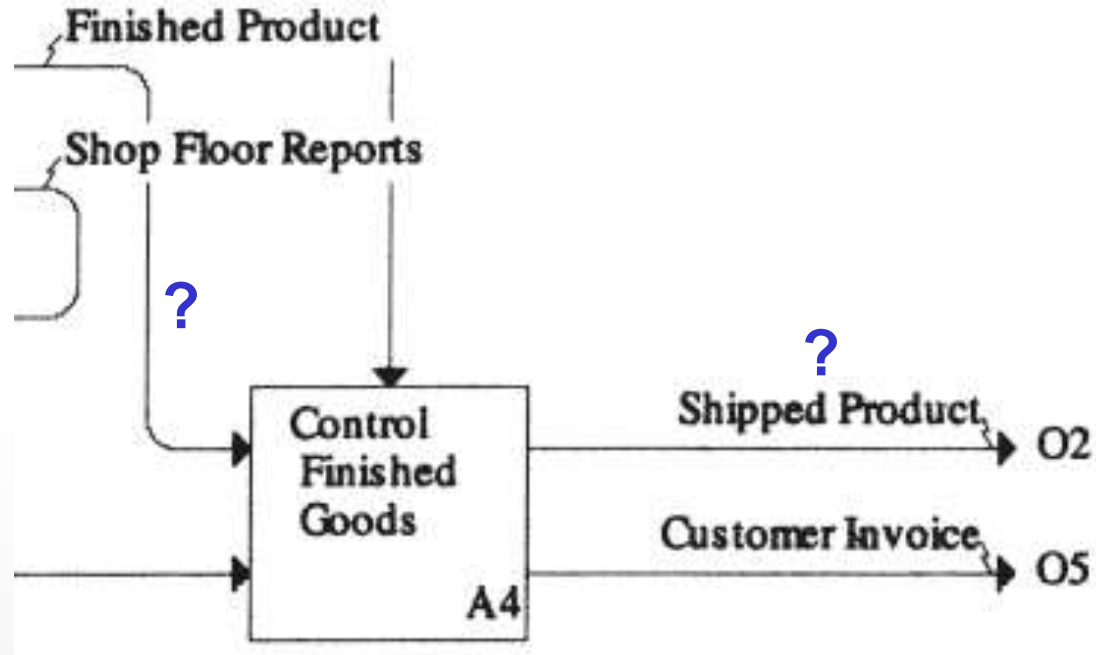 Finished Product
Shop Floor Reports
?
?
Shipped Product
O2
Control
Finished
Goods
Customer Invoice
O5
A4